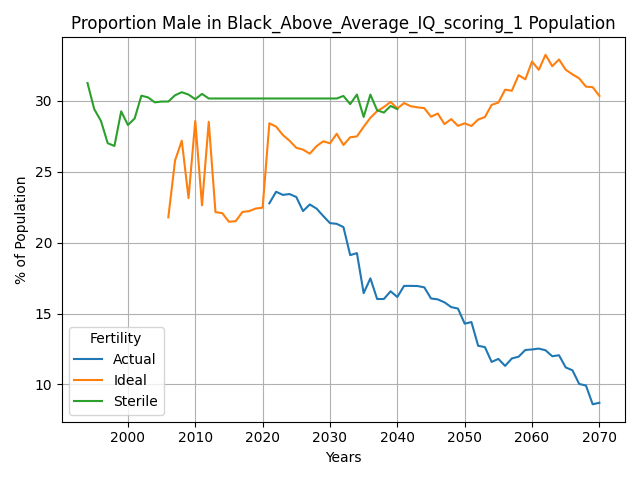 Proportion Male in Black_Above_Average_IQ_scoring_1 Population
% of Population
30
25
20
15
10
Fertility
Actual
Ideal
Sterile
2000 2010 2020 2030 2040 2050 2060 2070
Years